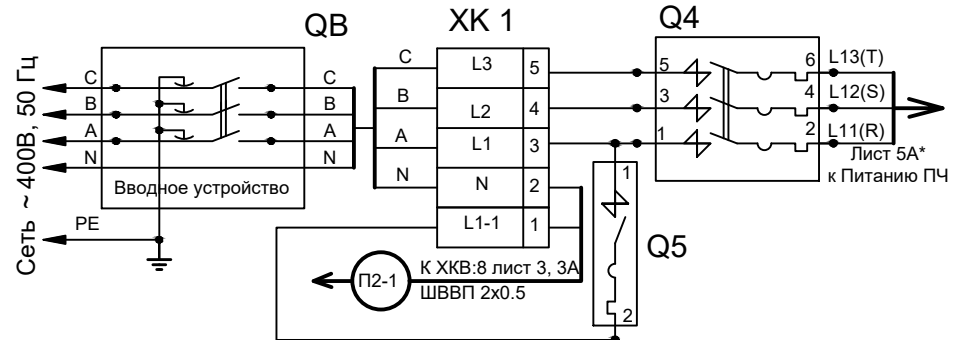 QB
XK 1
Q4
Сеть ~ 400В, 50 Гц
C
B
A
N
PE
Вводное устройство
C
B
A
N
C
B
A
N
L3
5
L2
4
L1
3
N
2
L1-1
1
5
3
1
6
4
2
L13(T)
L12(S)
L11(R)
Лист 5А*
к Питанию ПЧ
1
Q5
2
П2-1
К ХКВ:8 лист 3, 3А
ШВВП 2х0.5